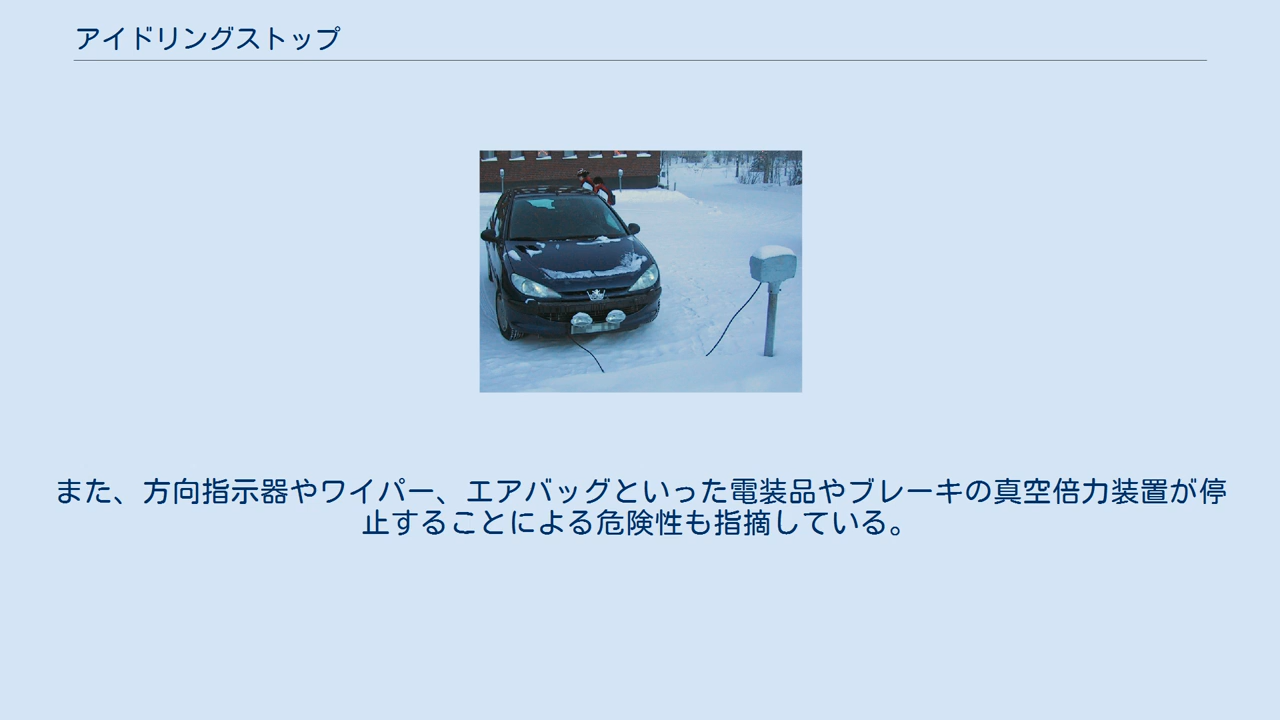 アイドリングストップ
また、方向指示器やワイパー、エアバッグといった電装品やブレーキの真空倍力装置が停
止することによる危険性も指摘している。